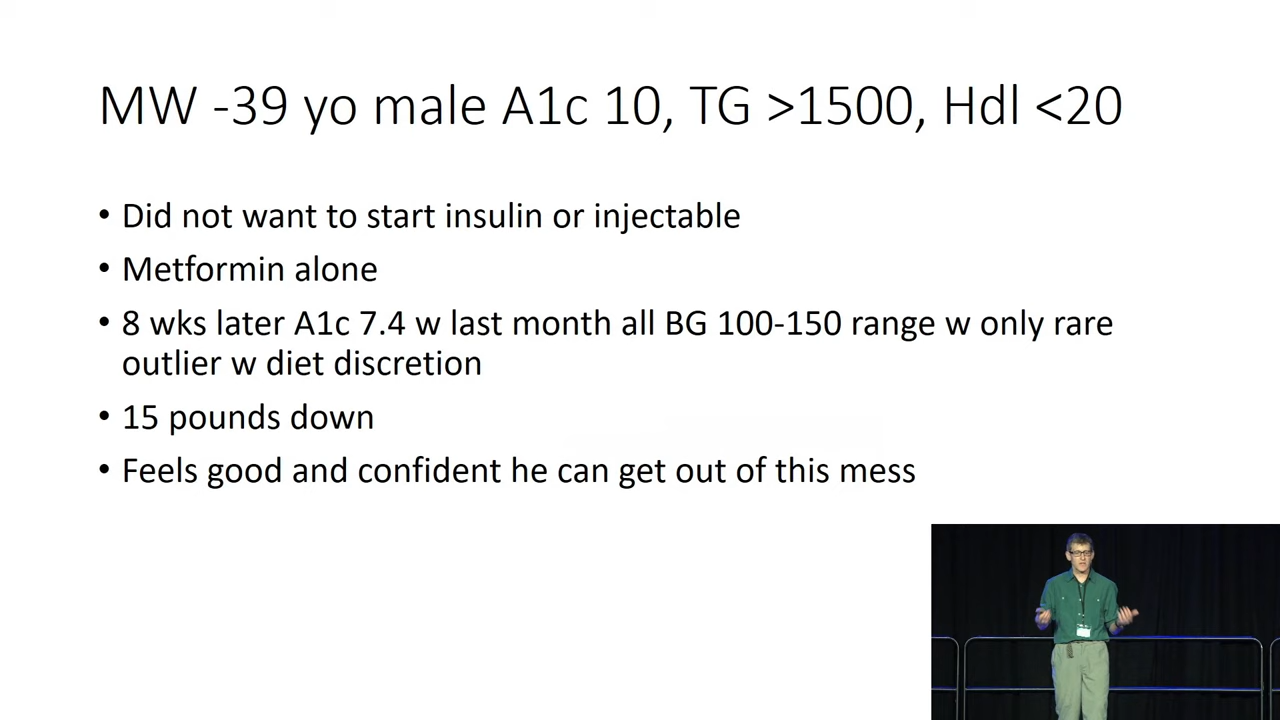 MW -39 yo male A1c 10, TG >1500, Hdl <20
• Did not want to start insulin or injectable
• Metformin alone
• 8 wks later A1c 7.4 w last month all BG 100-150 range w only rare
outlier w diet discretion
• 15 pounds down
• Feels good and confident he can get out of this mess